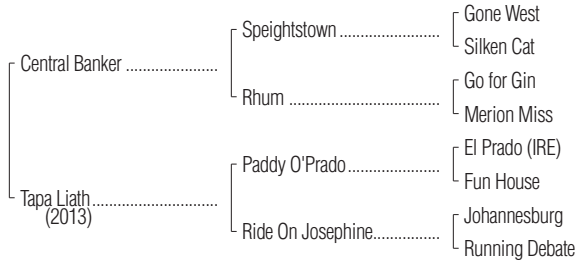 Gone West
Speightstown
Silken Cat
Central Banker
Go for Gin
Rhum
Merion Miss
El Prado (IRE)
Paddy O'Prado
Fun House
Tapa Liath
(2013)
Johannesburg
Ride On Josephine
Running Debate